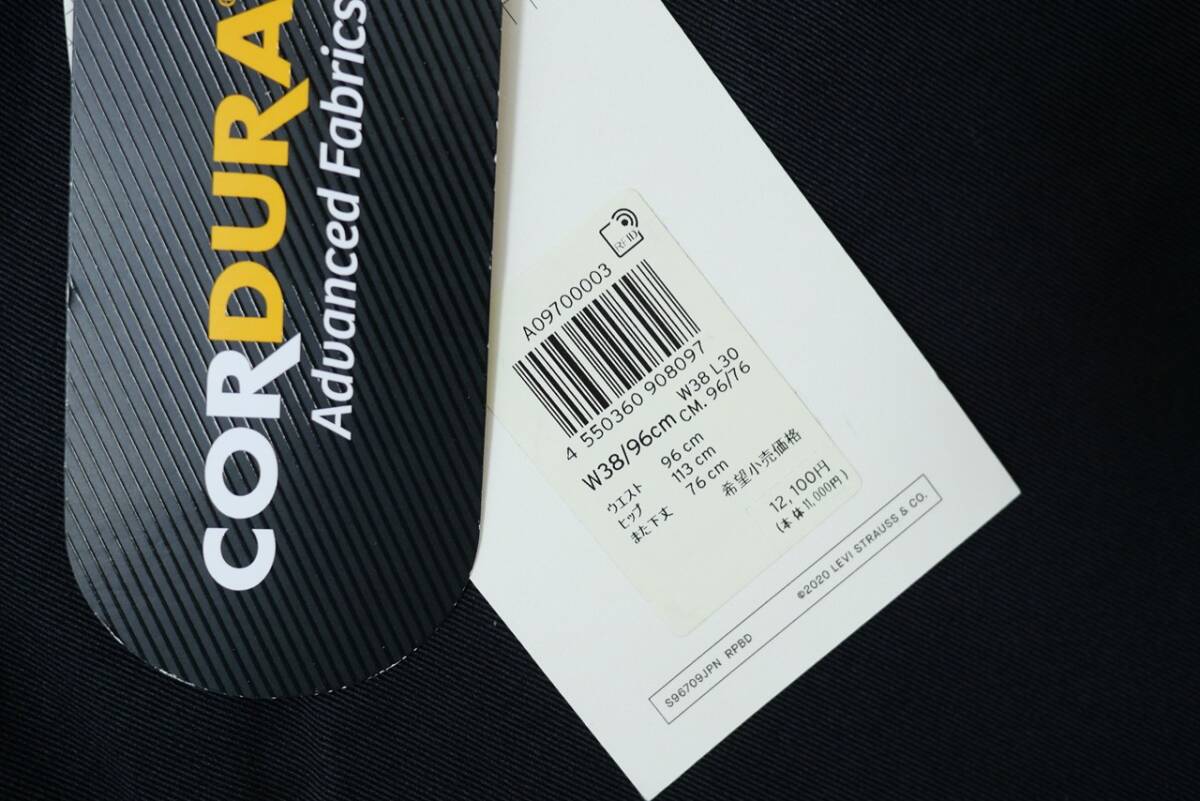 CORDURA®
Advanced Fabrics
RFID
A09700003
4 550360 908097
W38/96cm W38 L30
CM. 96/76
ウエスト 96 cm
ヒップ 113 cm
また下丈 76 cm
希望小売価格
12,100円
(本体11,000円)
S96709JPN RPBD ©2020 LEVI STRAUSS & CO.